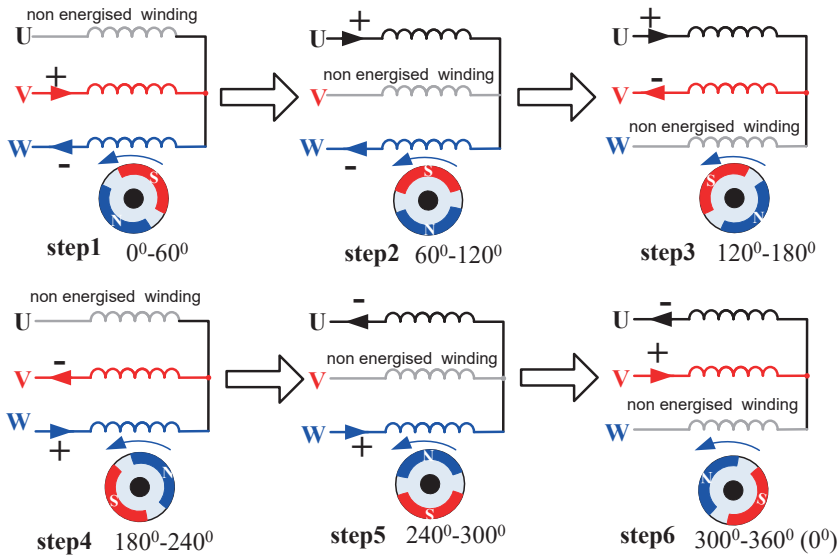 non energised winding
U
+
V
W
-
S
N
step1 0⁰-60⁰
+
U
non energised winding
V
W
-
S
N
step2 60⁰-120⁰
+
U
-
V
non energised winding
W
S
N
step3 120⁰-180⁰
non energised winding
U
-
V
W
+
N
S
step4 180⁰-240⁰
-
U
non energised winding
V
W
+
N
S
step5 240⁰-300⁰
-
U
+
V
non energised winding
W
N
S
step6 300⁰-360⁰ (0⁰)